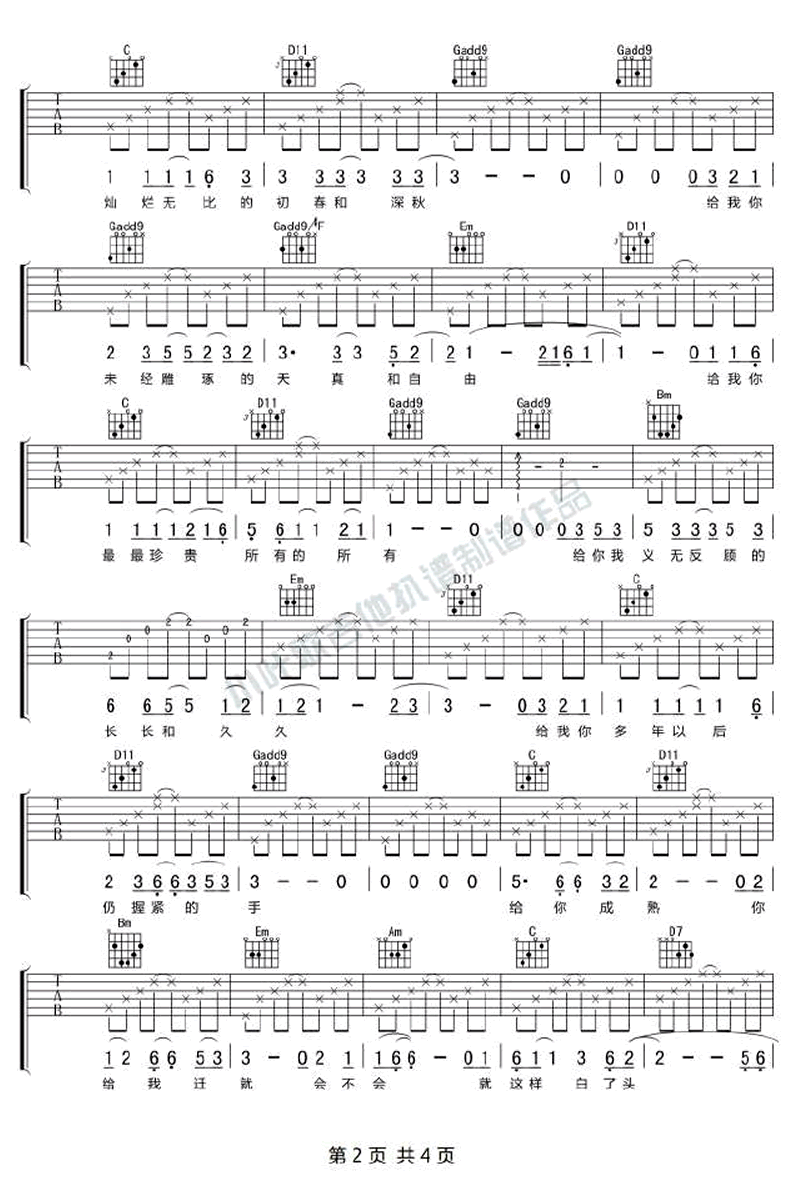 C D11 Gadd9 Gadd9
T A B
1 1 1 1 6 3 | 3 3 3 3 3 3 | 3 - - 0 | 0 0 0 3 2 1
灿 烂 无 比 的 初 春 和 深 秋 给 我 你
Gadd9 Gadd9/♯F Em D11
T A B
2 3 5 5 2 3 2 | 3· 3 3 5 2 | 2 1 - 2 1 6 1 | 1 - 0 1 1 6
未 经 雕 琢 的 天 真 和 自 由 给 我 你
C D11 Gadd9 Gadd9 Bm
T A B
- 2 -
1 1 1 1 2 1 6 | 5 6 1 1 2 1 | 1 - - 0 | 0 0 0 3 5 3 | 5 3 3 3 5 3
最 最 珍 贵 所 有 的 所 有 给 你 我 义 无 反 顾 的
Em D11 C
T A B
2 0 0 2 2 0 0 2
6 6 5 5 1 2 | 1 2 1 - 2 3 | 3 - 0 3 2 1 | 1 1 1 1 1 6
长 长 和 久 久 给 我 你 多 年 以 后
D11 Gadd9 Gadd9 C D11
T A B
2 3 6 6 3 5 3 | 3 - - 0 | 0 0 0 0 | 5· 6 6 3 2 | 2 - - 0 2
仍 握 紧 的 手 给 你 成 熟 你
Bm Em Am C D7
T A B
1 2 6 6 5 3 | 3 - 0 2 1 | 1 6 6 - 0 1 | 6 1 1 3 6 2 | 2 - - 5 6
给 我 迁 就 会 不 会 就 这 样 白 了 头
第 2 页 共 4 页